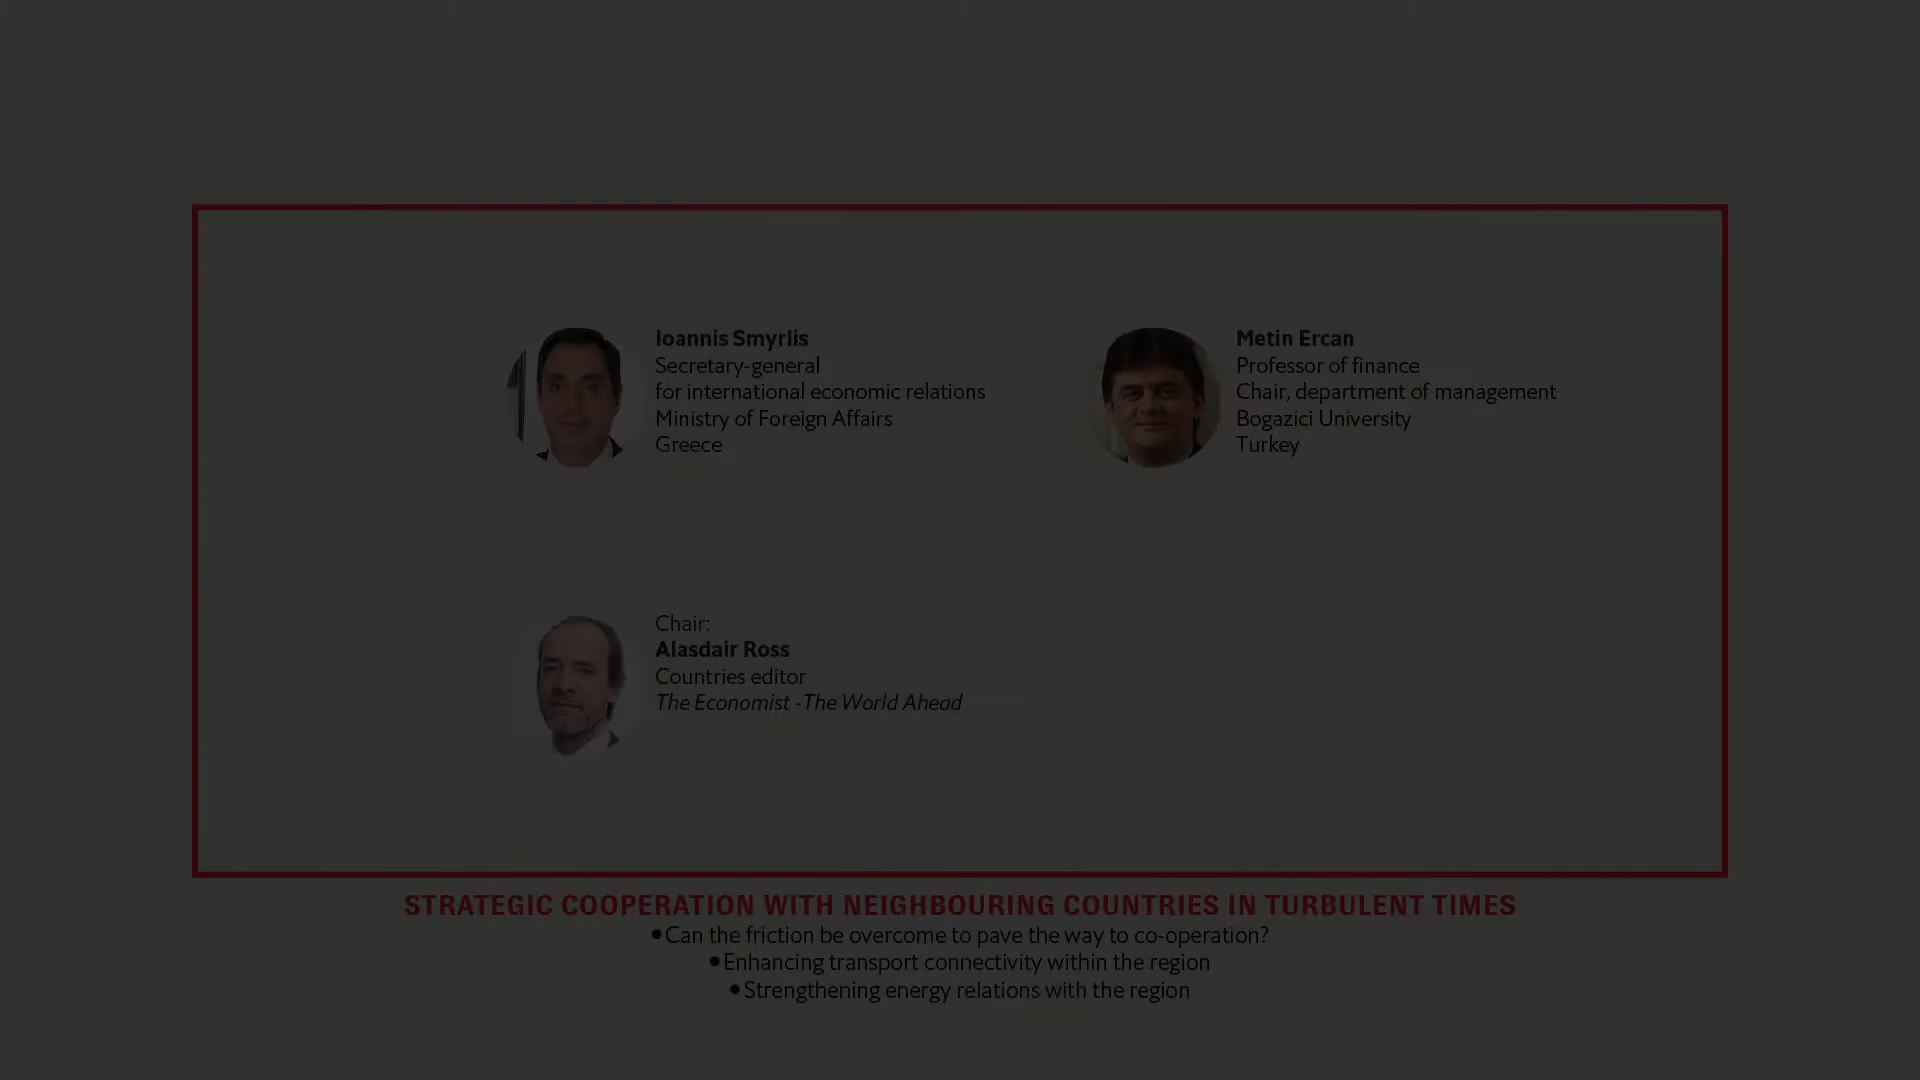 Ioannis Smyrlis
Secretary-general
for international economic relations
Ministry of Foreign Affairs
Greece
Metin Ercan
Professor of finance
Chair, department of management
Bogazici University
Turkey
Chair:
Alasdair Ross
Countries editor
The Economist -The World Ahead
STRATEGIC COOPERATION WITH NEIGHBOURING COUNTRIES IN TURBULENT TIMES
•Can the friction be overcome to pave the way to co-operation?
•Enhancing transport connectivity within the region
•Strengthening energy relations with the region